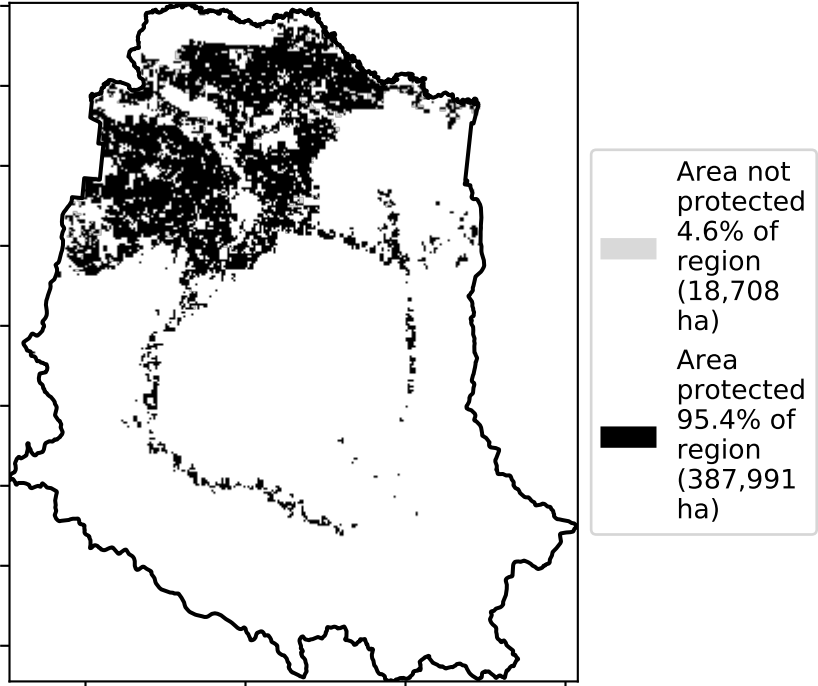 Area not
protected
4.6% of
region
(18,708
ha)
Area
protected
95.4% of
region
(387,991
ha)